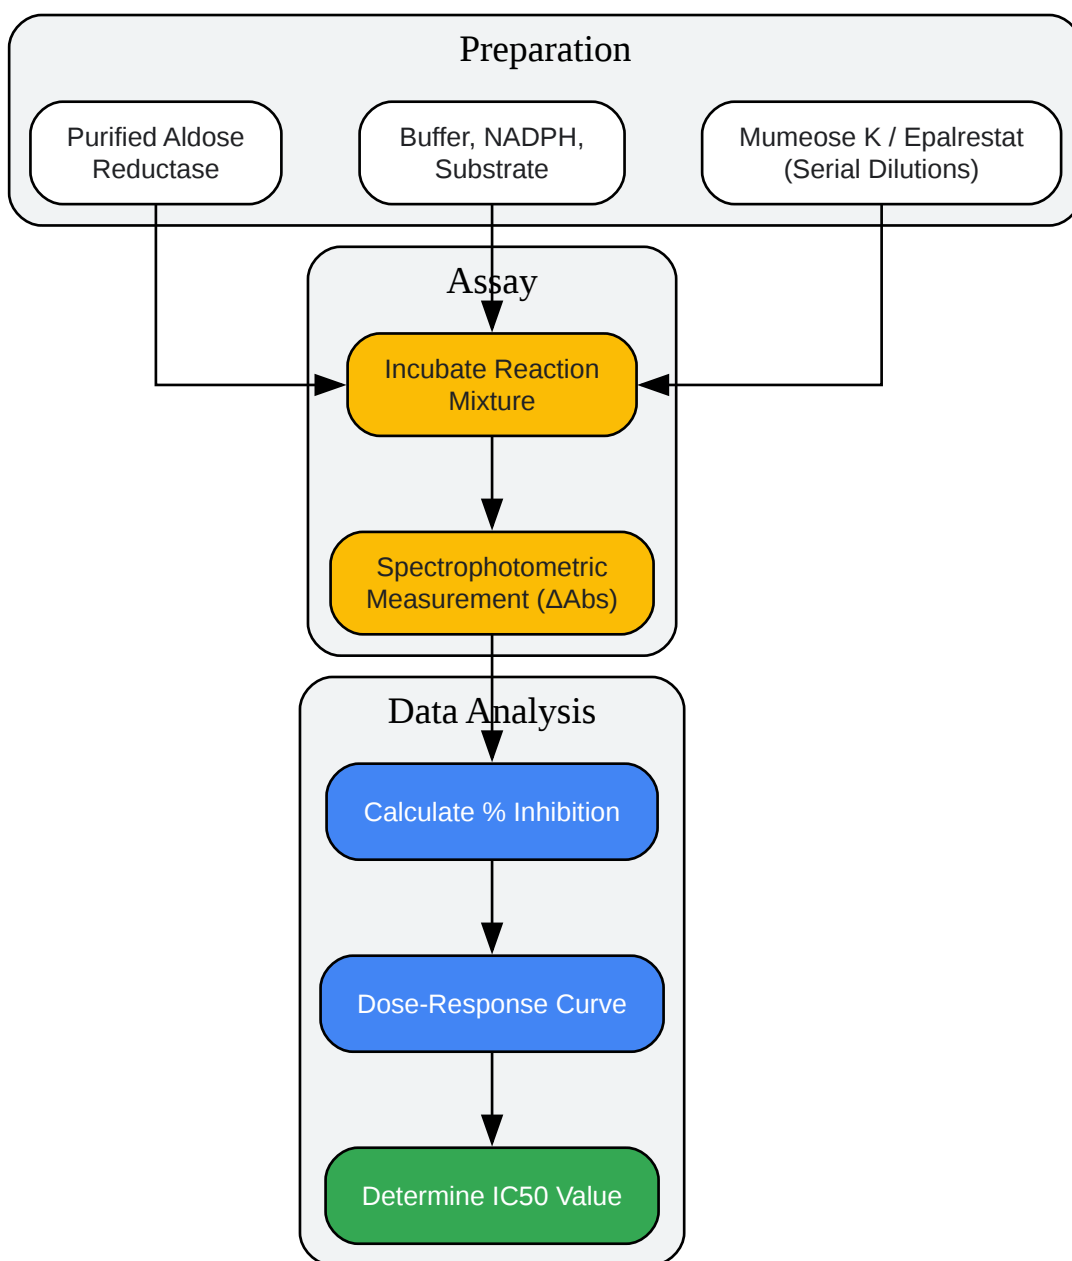 Preparation
Purified Aldose
Reductase
Buffer, NADPH,
Substrate
Mumeose K / Epalrestat
(Serial Dilutions)
Assay
Incubate Reaction
Mixture
Spectrophotometric
Measurement (ΔAbs)
Data Analysis
Calculate % Inhibition
Dose-Response Curve
Determine IC50 Value